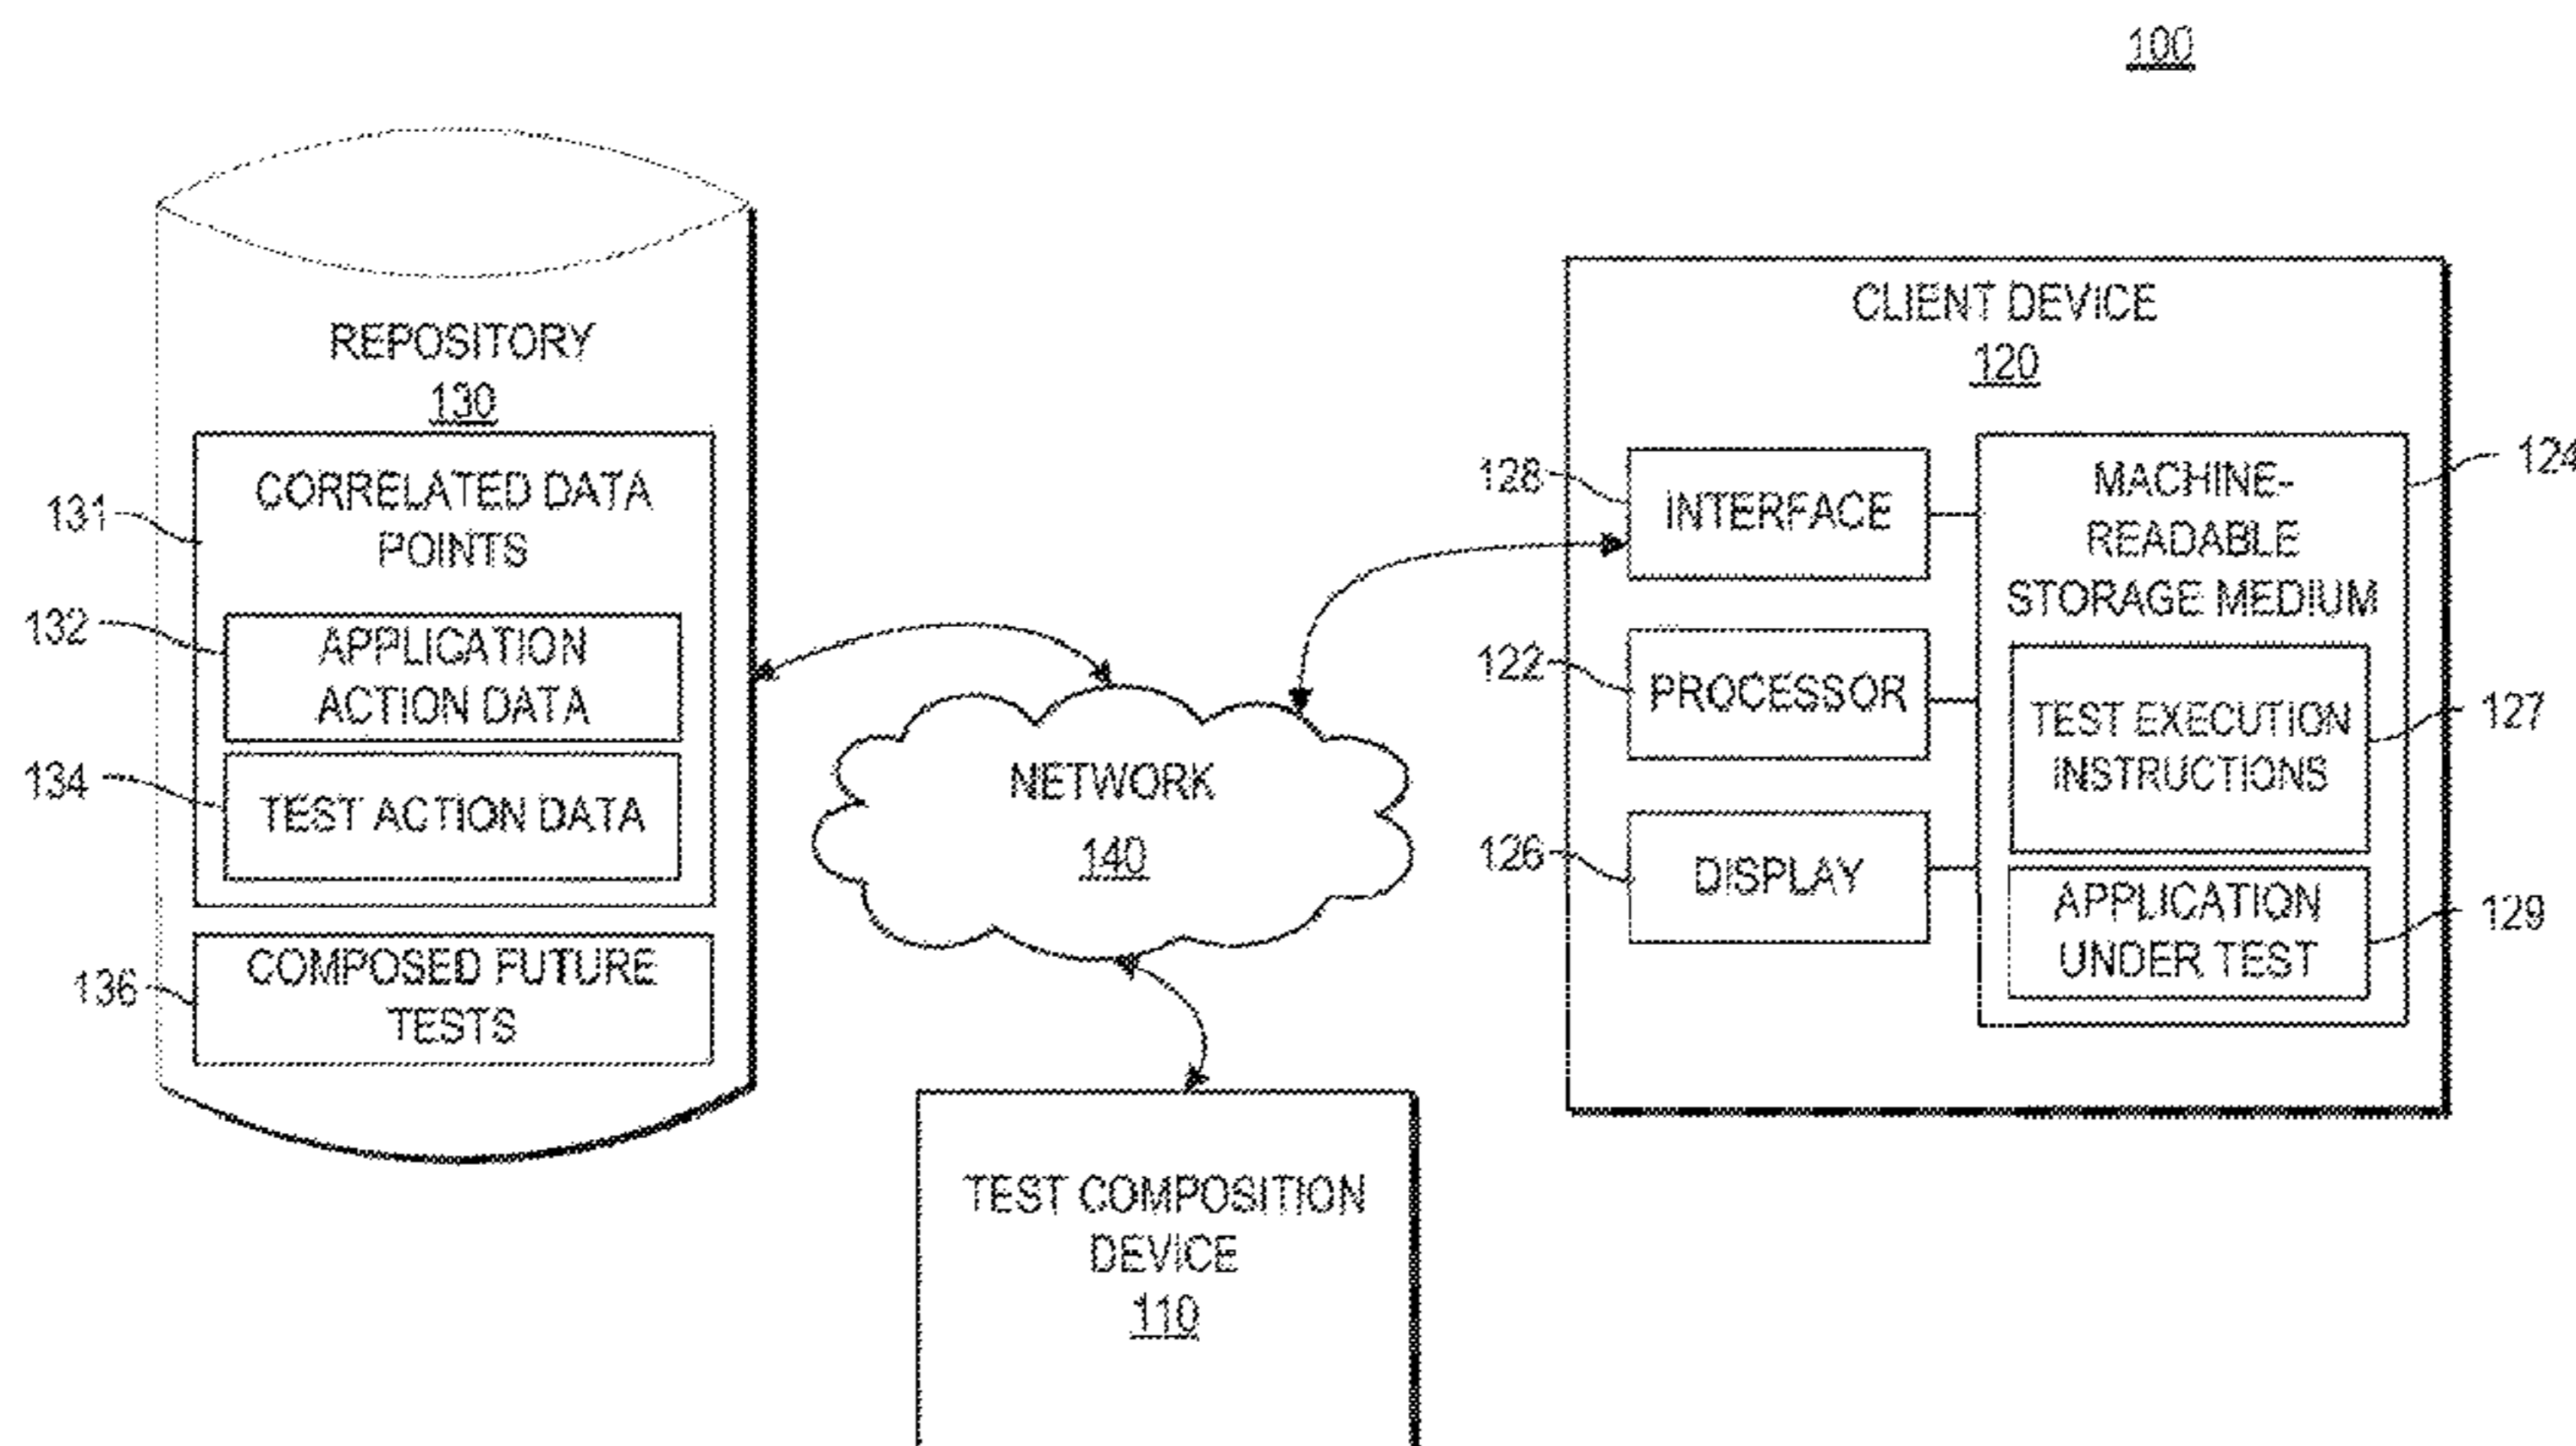 100
REPOSITORY
130
131
CORRELATED DATA
POINTS
132
APPLICATION
ACTION DATA
134
TEST ACTION DATA
136
COMPOSED FUTURE
TESTS
NETWORK
140
TEST COMPOSITION
DEVICE
110
CLIENT DEVICE
120
128
INTERFACE
122
PROCESSOR
126
DISPLAY
124
MACHINE-
READABLE
STORAGE MEDIUM
TEST EXECUTION
INSTRUCTIONS
127
APPLICATION
UNDER TEST
129